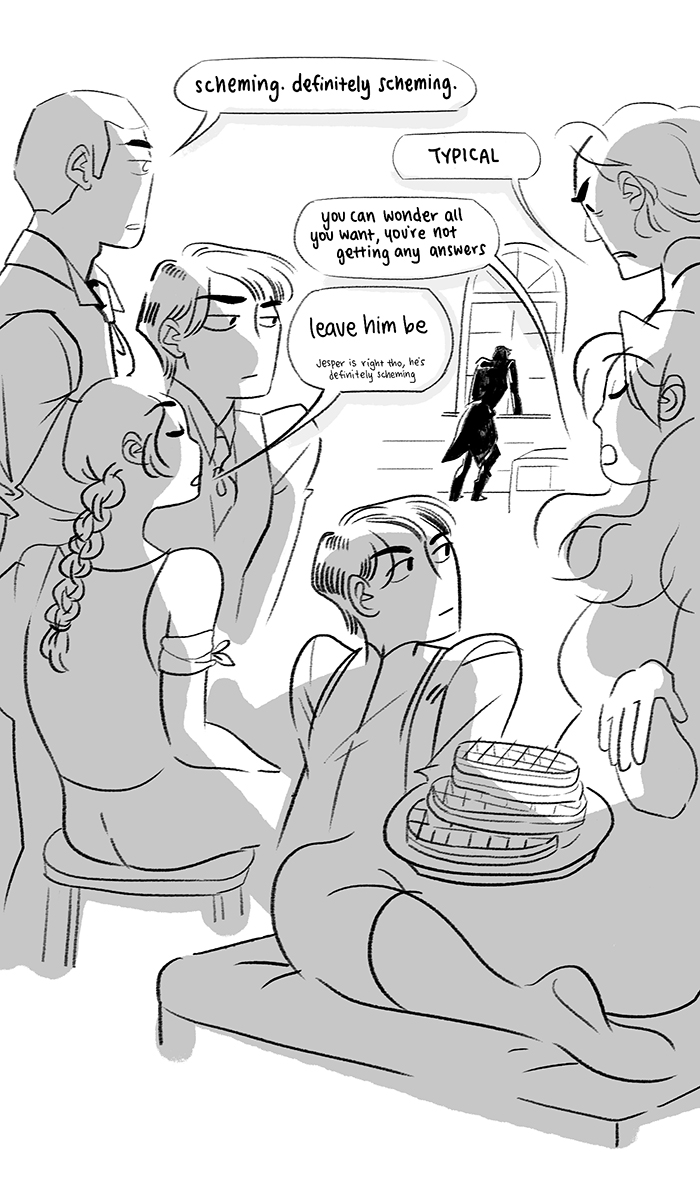 scheming. definitely scheming.
TYPICAL
you can wonder all
you want, you're not
getting any answers
leave him be
Jesper is right tho, he's
definitely scheming